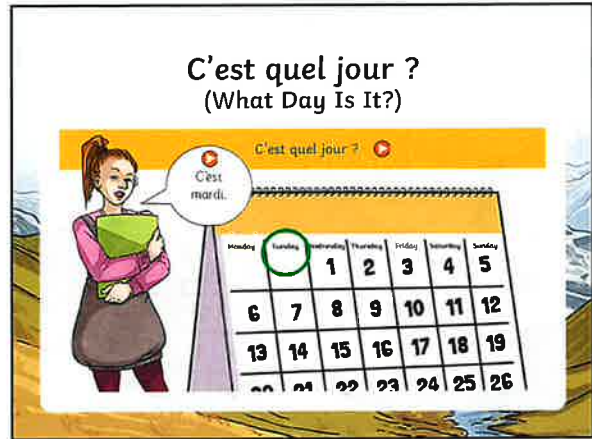 C'est quel jour ?
(What Day Is It?)
C'est quel jour ?
C'est
mardi.
Monday Tuesday Wednesday Thursday Friday Saturday Sunday
1 2 3 4 5
6 7 8 9 10 11 12
13 14 15 16 17 18 19
20 21 22 23 24 25 26